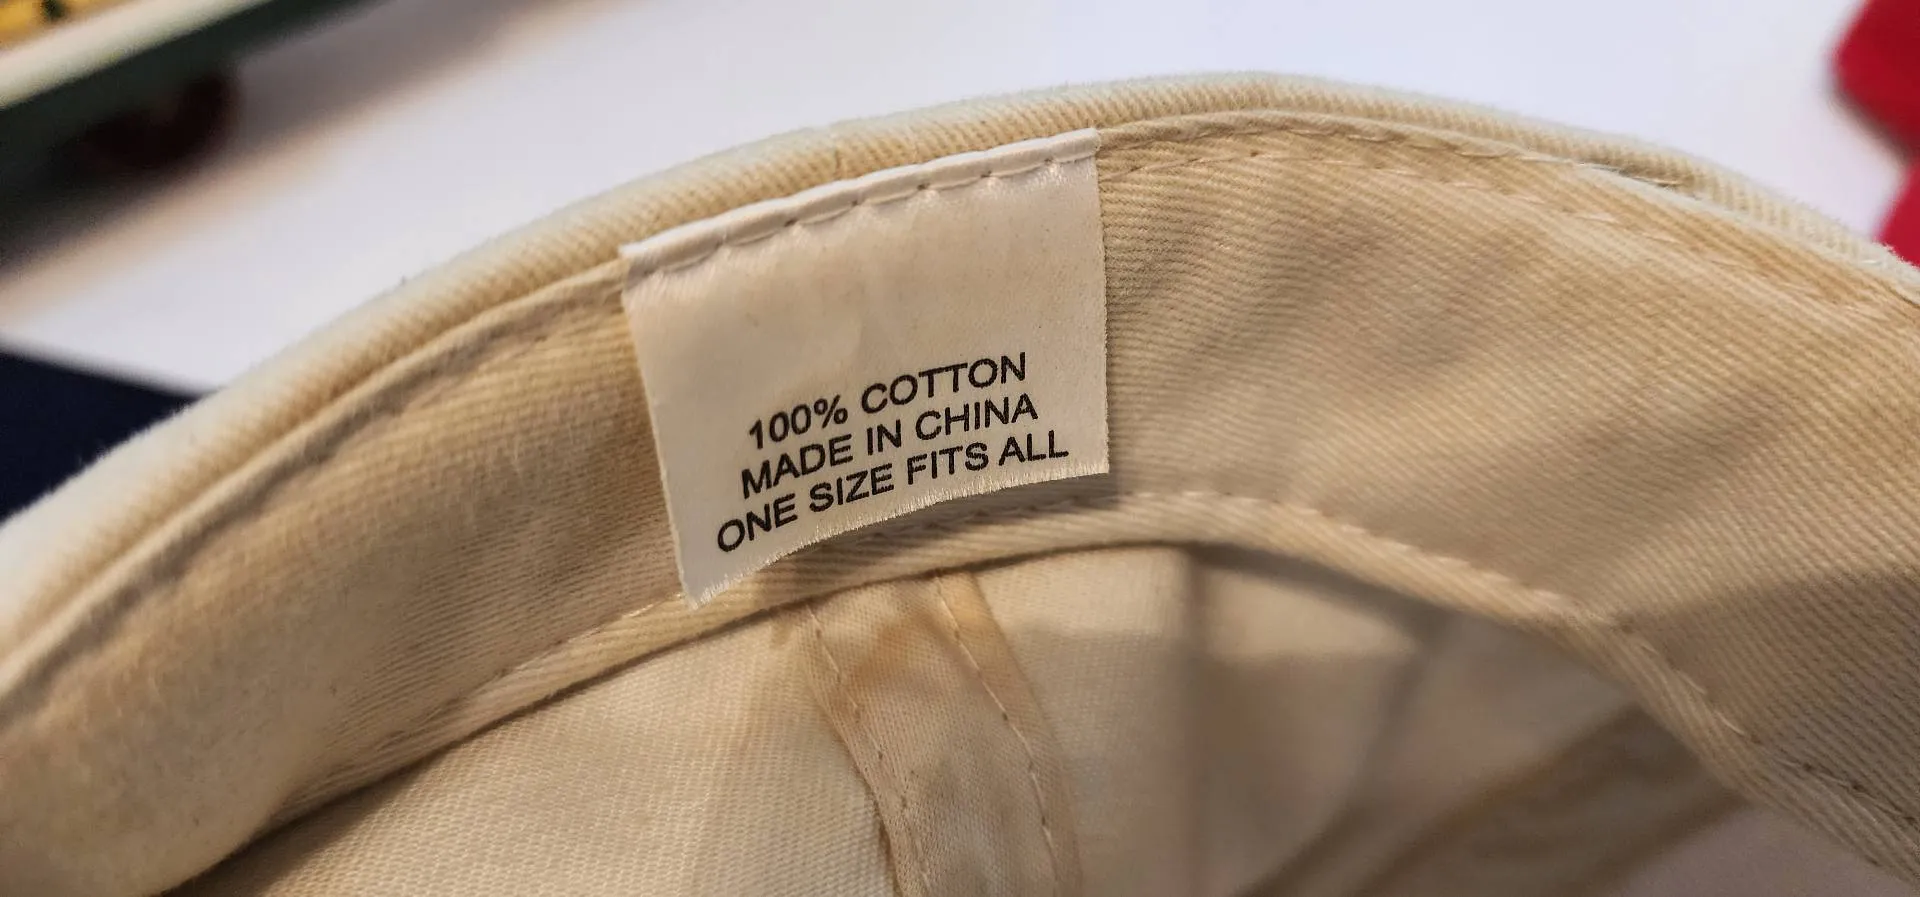 100% COTTON
MADE IN CHINA
ONE SIZE FITS ALL